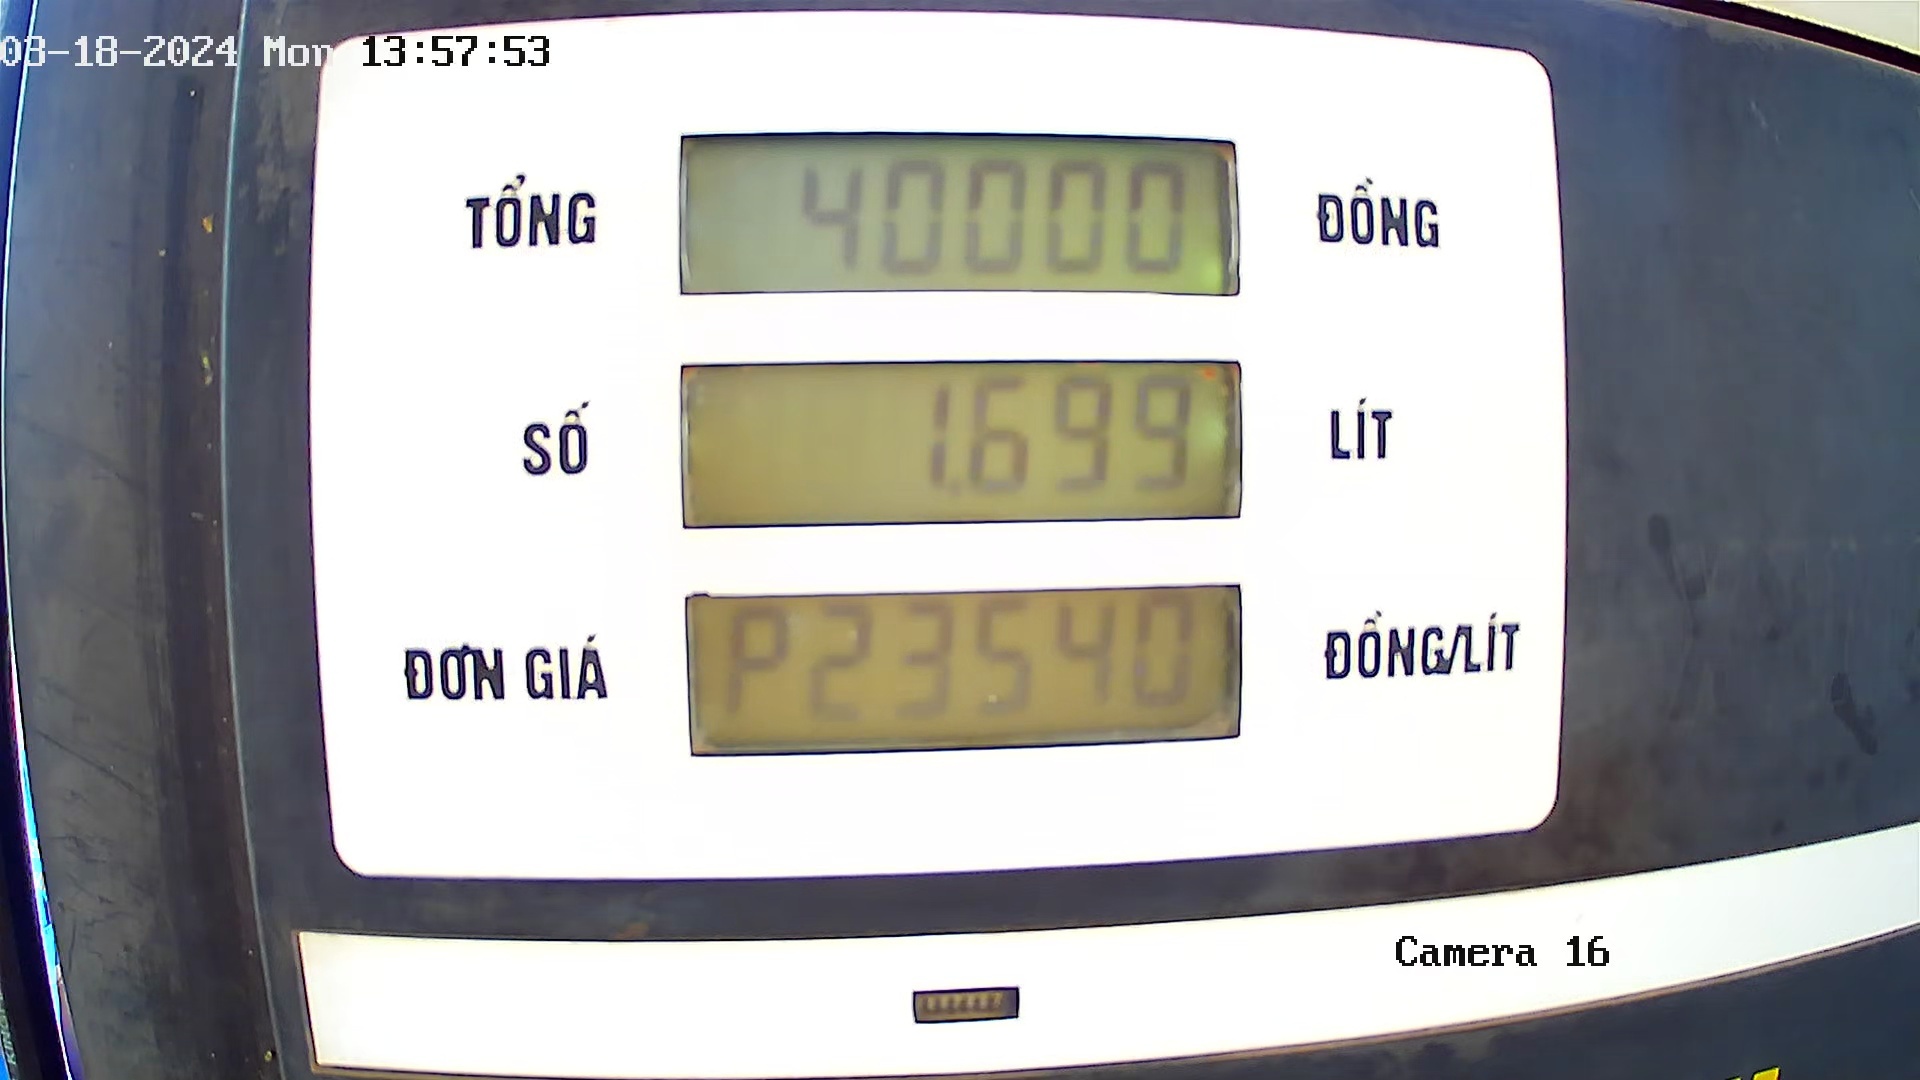 03-18-2024 Mon 13:57:53
TỔNG 40000 ĐỒNG
SỐ 1.699 LÍT
ĐƠN GIÁ P23540 ĐỒNG/LÍT
Camera 16